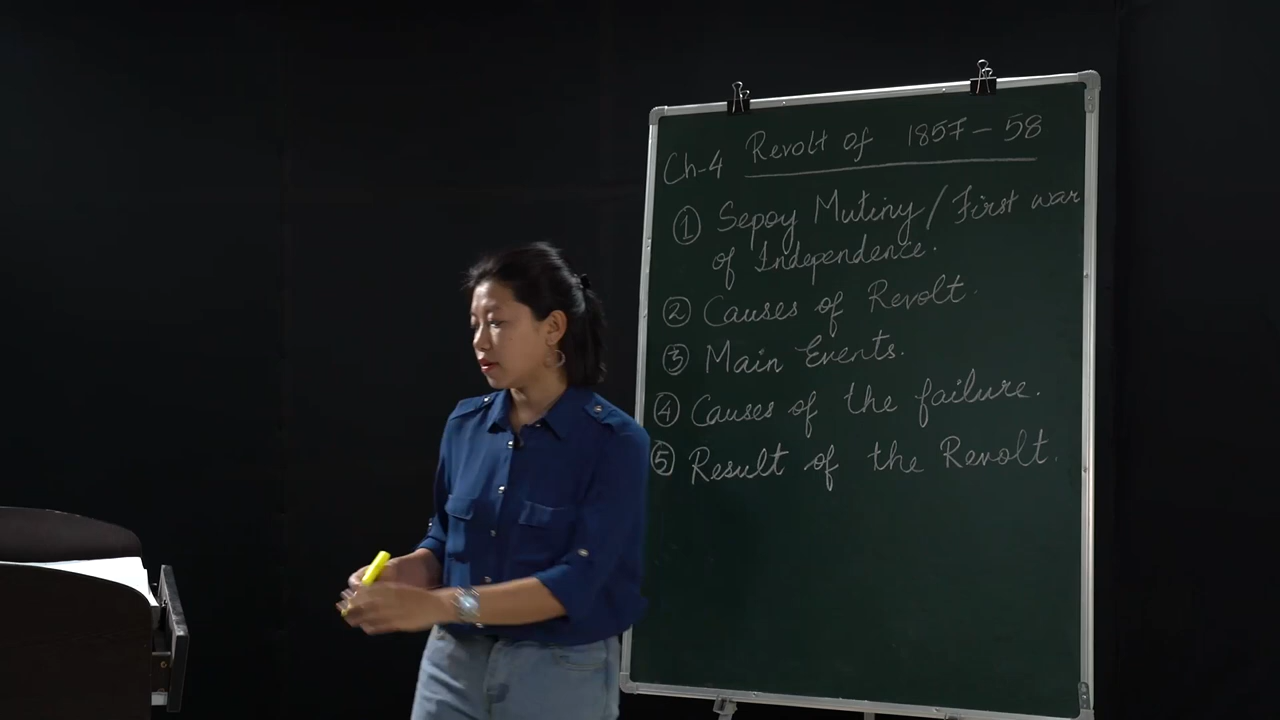 Ch-4 Revolt of 1857-58
① Sepoy Mutiny / First war
of Independence.
② Causes of Revolt.
③ Main Events.
④ Causes of the failure.
⑤ Result of the Revolt.